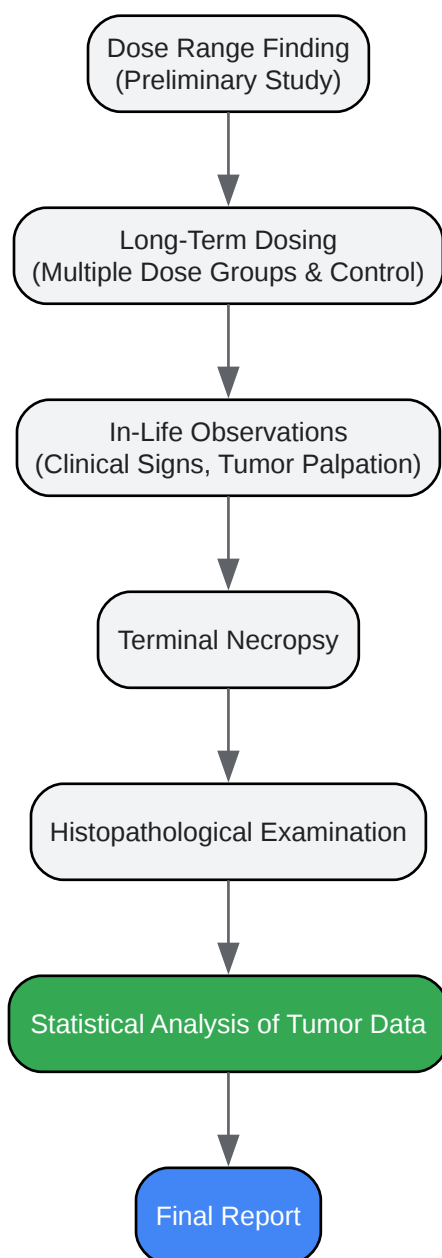 Dose Range Finding
(Preliminary Study)
Long-Term Dosing
(Multiple Dose Groups & Control)
In-Life Observations
(Clinical Signs, Tumor Palpation)
Terminal Necropsy
Histopathological Examination
Statistical Analysis of Tumor Data
Final Report